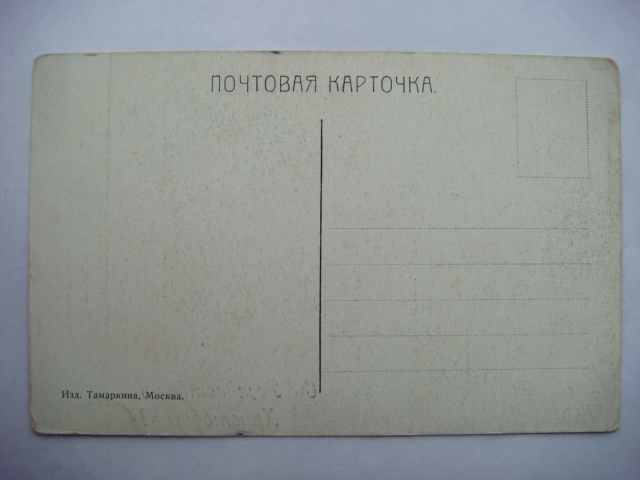 ПОЧТОВАЯ КАРТОЧКА.
Изд. Тамаркина, Москва.